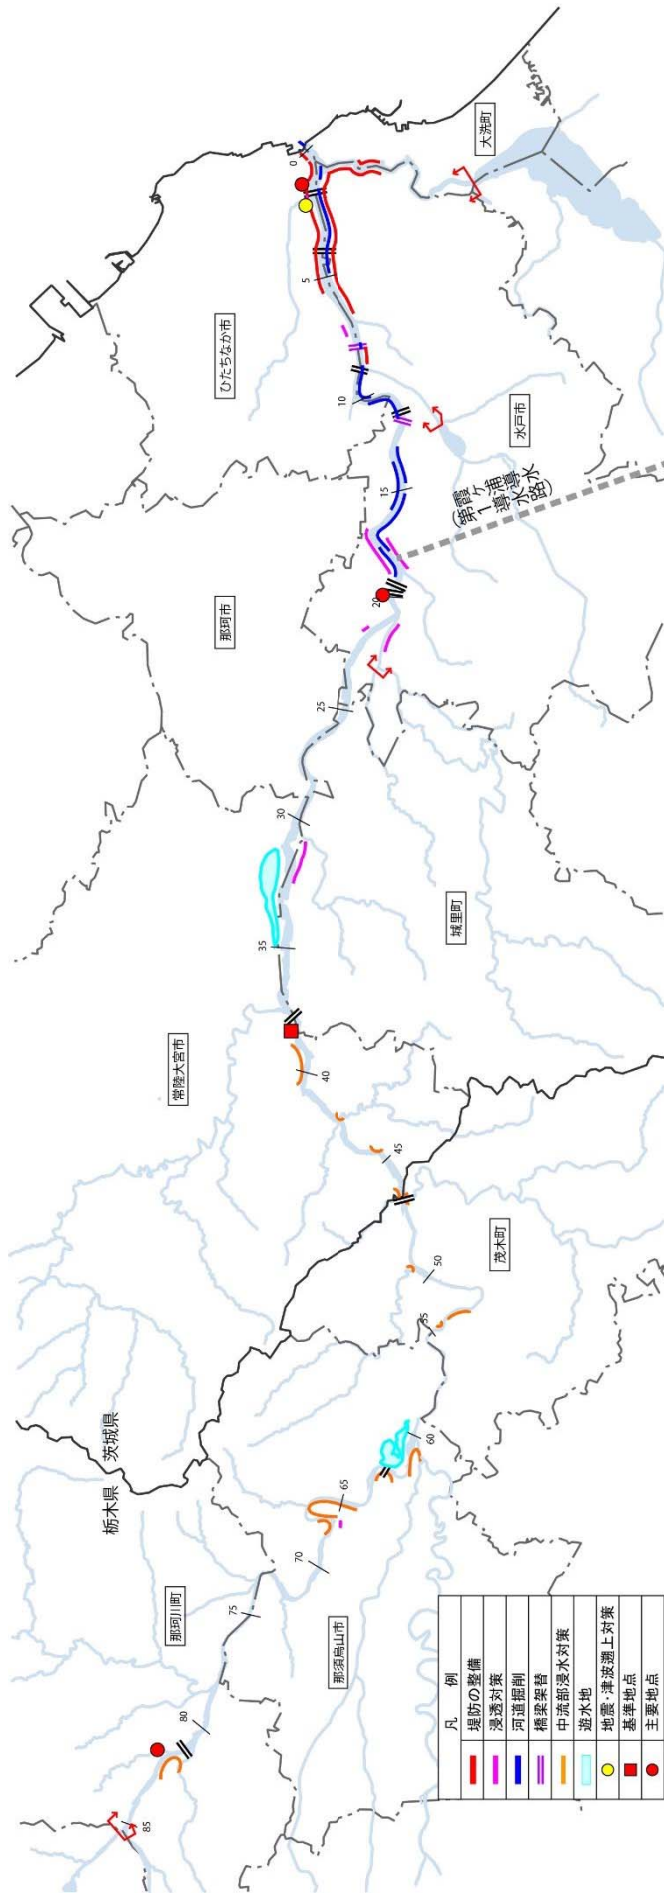 栃木県
茨城県
那珂川町
那須烏山市
茂木町
常陸大宮市
城里町
那珂市
ひたちなか市
水戸市
大洗町
(第1導水路)
霞ヶ浦導水
85
80
75
70
65
60
55
50
45
40
35
30
25
20
15
10
5
0
凡 例
堤防の整備
浸透対策
河道掘削
橋梁架替
中流部浸水対策
遊水地
地震・津波遡上対策
基準地点
主要地点